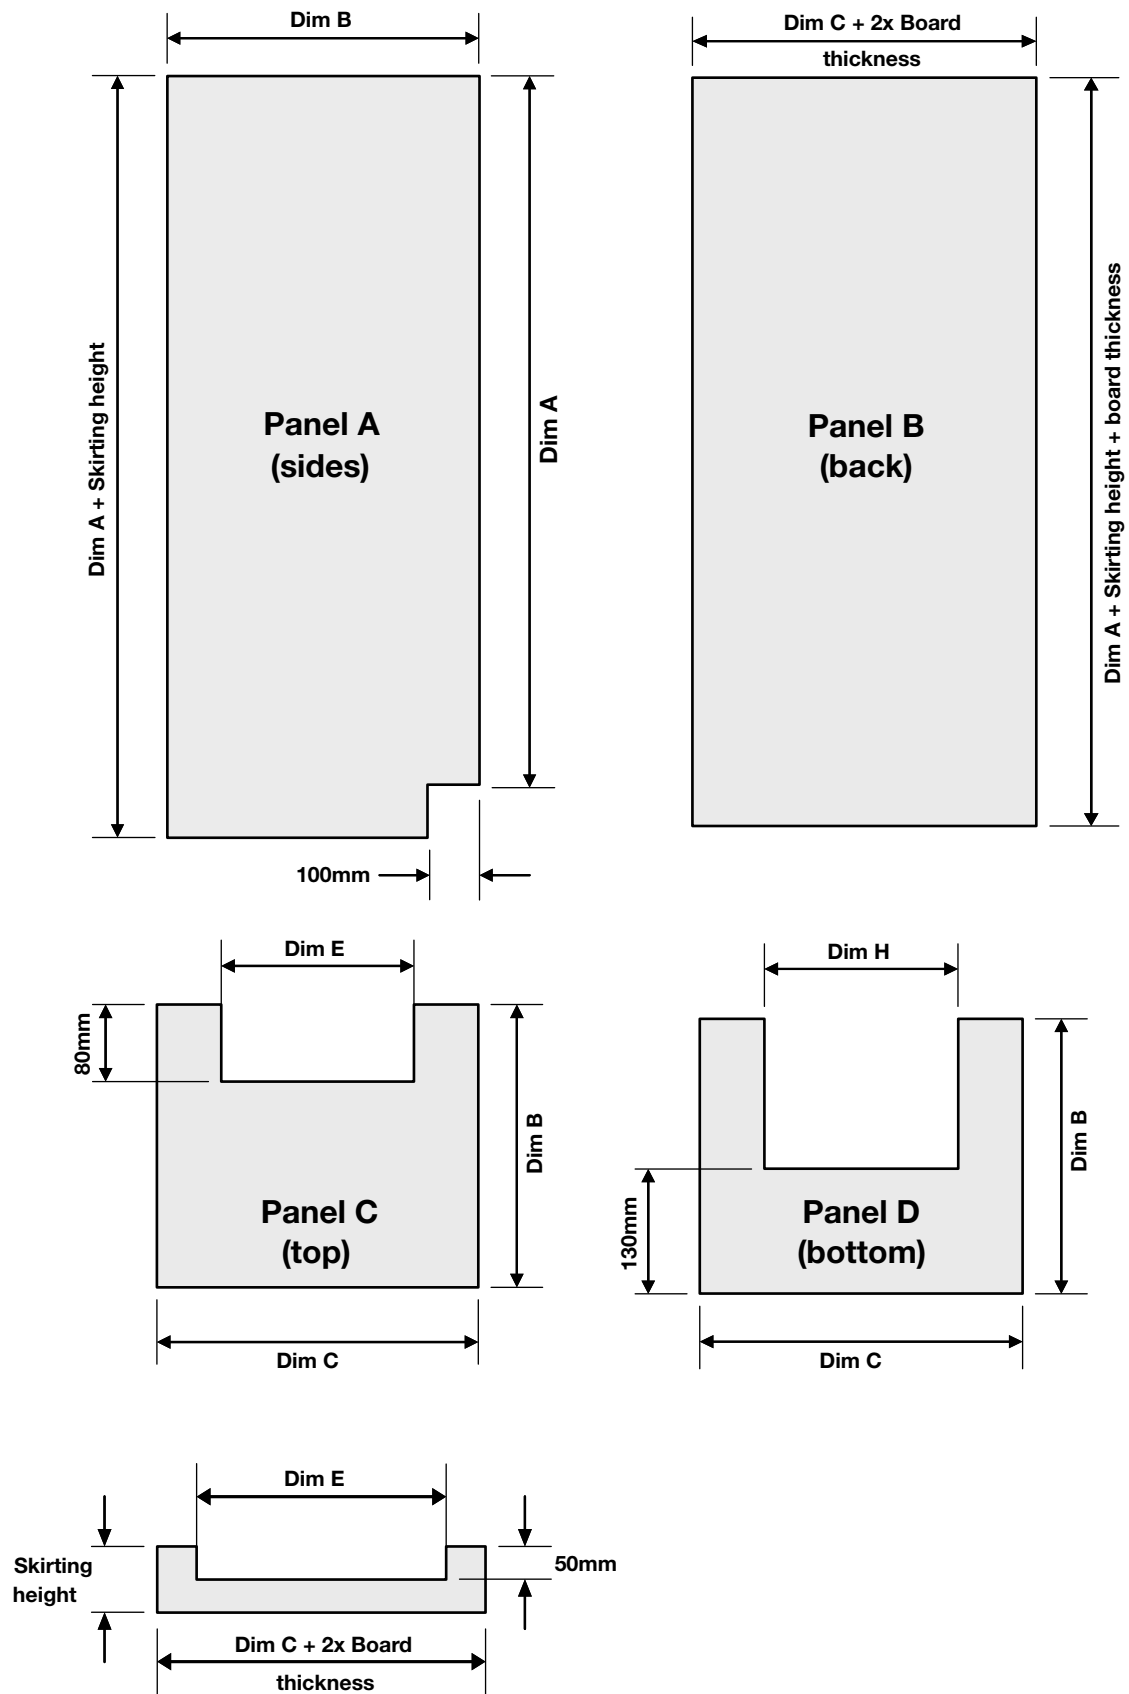 Dim B
Dim C + 2x Board
thickness
Dim A + Skirting height
Panel A
(sides)
Dim A
Panel B
(back)
Dim A + Skirting height + board thickness
100mm
Dim E
Dim H
80mm
Dim B
Panel C
(top)
Dim C
130mm
Panel D
(bottom)
Dim B
Dim C
Dim E
Skirting
height
50mm
Dim C + 2x Board
thickness